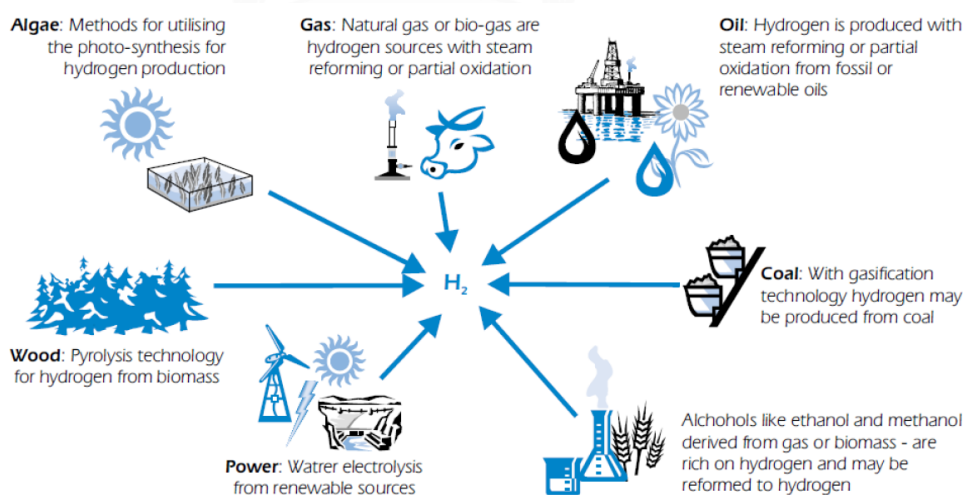 Algae: Methods for utilising
the photo-synthesis for
hydrogen production
Gas: Natural gas or bio-gas are
hydrogen sources with steam
reforming or partial oxidation
Oil: Hydrogen is produced with
steam reforming or partial
oxidation from fossil or
renewable oils
H2
Coal: With gasification
technology hydrogen may
be produced from coal
Wood: Pyrolysis technology
for hydrogen from biomass
Power: Watrer electrolysis
from renewable sources
Alchohols like ethanol and methanol
derived from gas or biomass - are
rich on hydrogen and may be
reformed to hydrogen